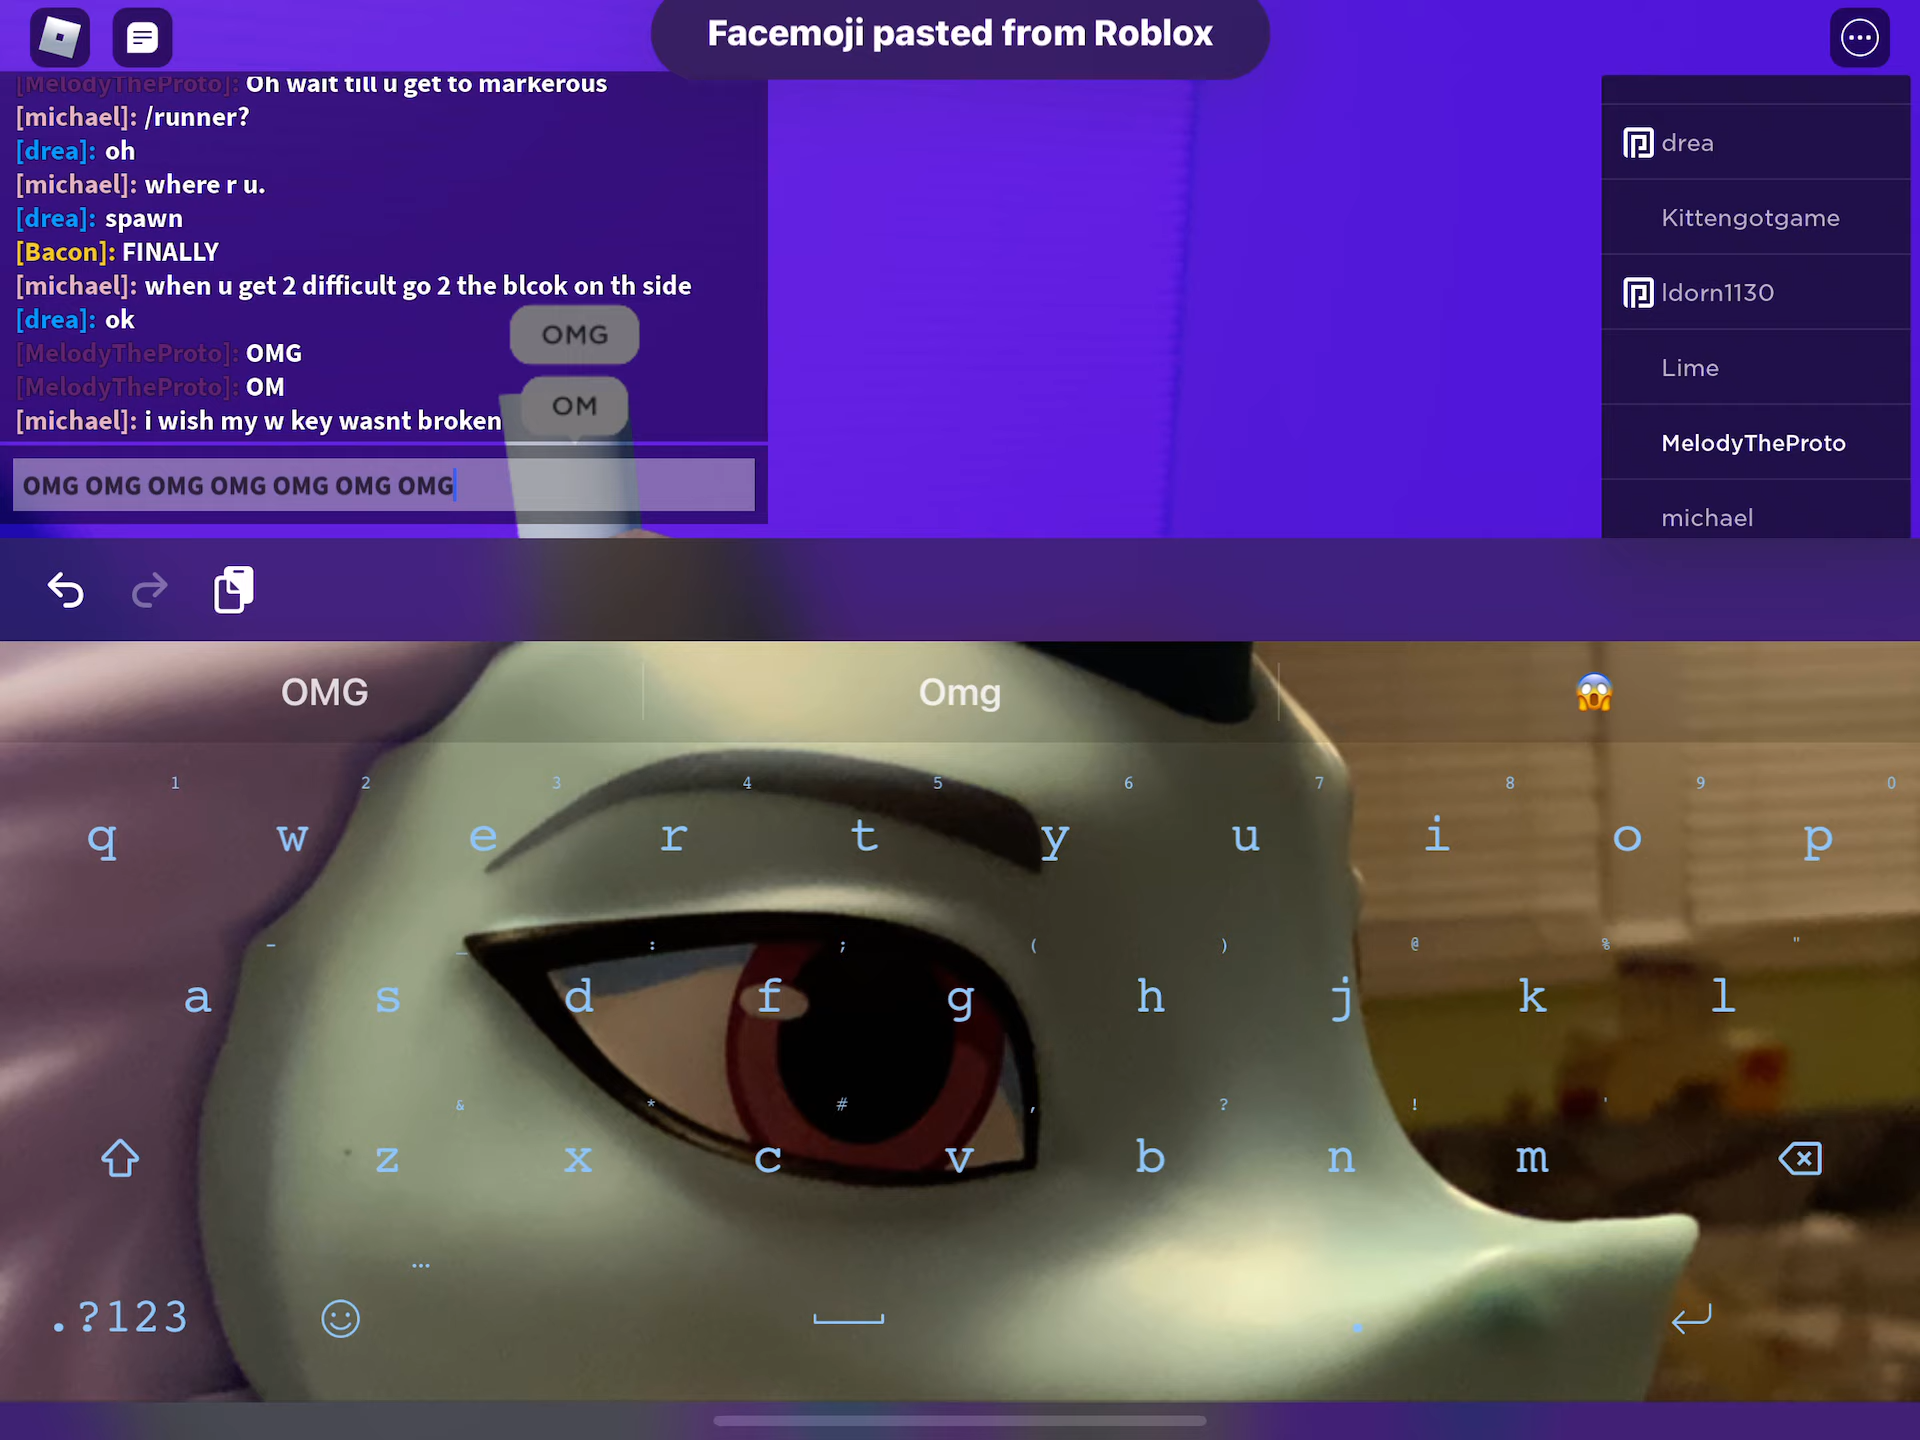 Facemoji pasted from Roblox
[MelodyTheProto]: Oh wait till u get to markerous
[michael]: /runner?
[drea]: oh
[michael]: where r u.
[drea]: spawn
[Bacon]: FINALLY
[michael]: when u get 2 difficult go 2 the blcok on th side
[drea]: ok
[MelodyTheProto]: OMG
[MelodyTheProto]: OM
[michael]: i wish my w key wasnt broken
OMG
OM
OMG OMG OMG OMG OMG OMG OMG
drea
Kittengotgame
ldorn1130
Lime
MelodyTheProto
michael
OMG Omg 😱
1 2 3 4 5 6 7 8 9 0
q w e r t y u i o p
- _ : ; ( ) @ % "
a s d f g h j k l
& * # , ? ! '
z x c v b n m
...
.?123 .